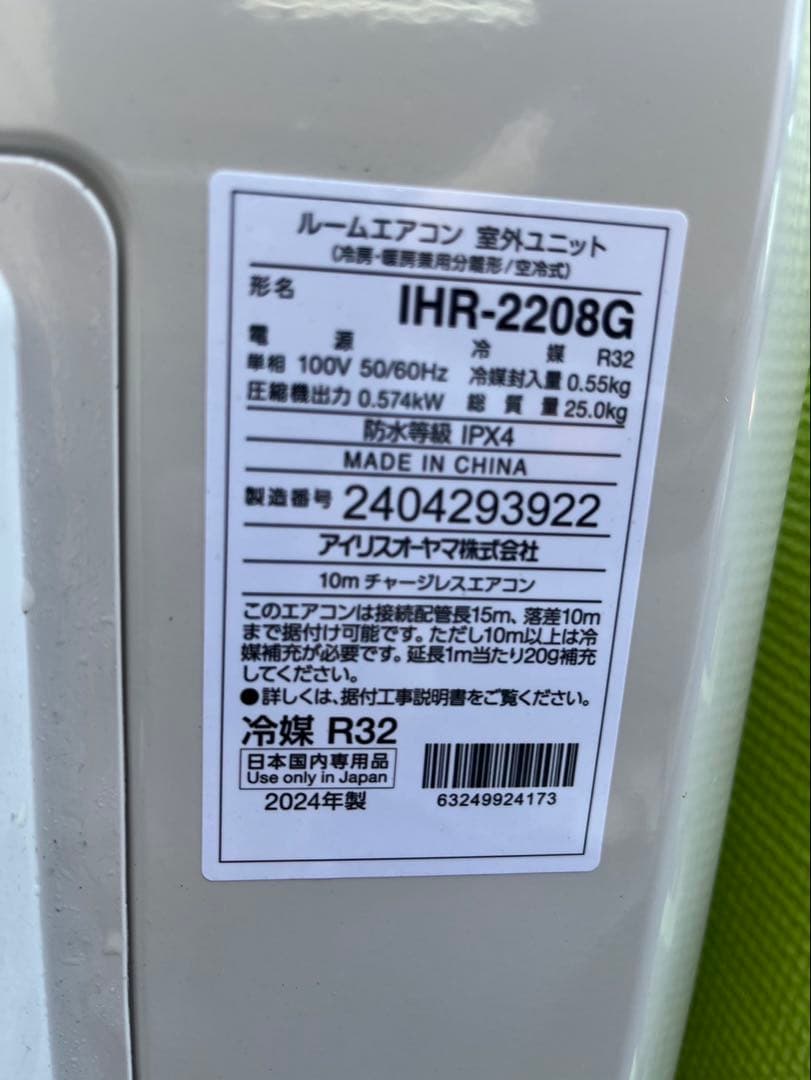 ルームエアコン 室外ユニット
(冷房・暖房兼用分離形/空冷式)
形名 IHR-2208G
電源 冷媒 R32
単相 100V 50/60Hz 冷媒封入量 0.55kg
圧縮機出力 0.574kW 総質量 25.0kg
防水等級 IPX4
MADE IN CHINA
製造番号 2404293922
アイリスオーヤマ株式会社
10m チャージレスエアコン
このエアコンは接続配管長15m、落差10m
まで据付け可能です。ただし10m以上は冷
媒補充が必要です。延長1m当たり20g補充
してください。
●詳しくは、据付工事説明書をご覧ください。
冷媒 R32
日本国内専用品
Use only in Japan
2024年製
63249924173